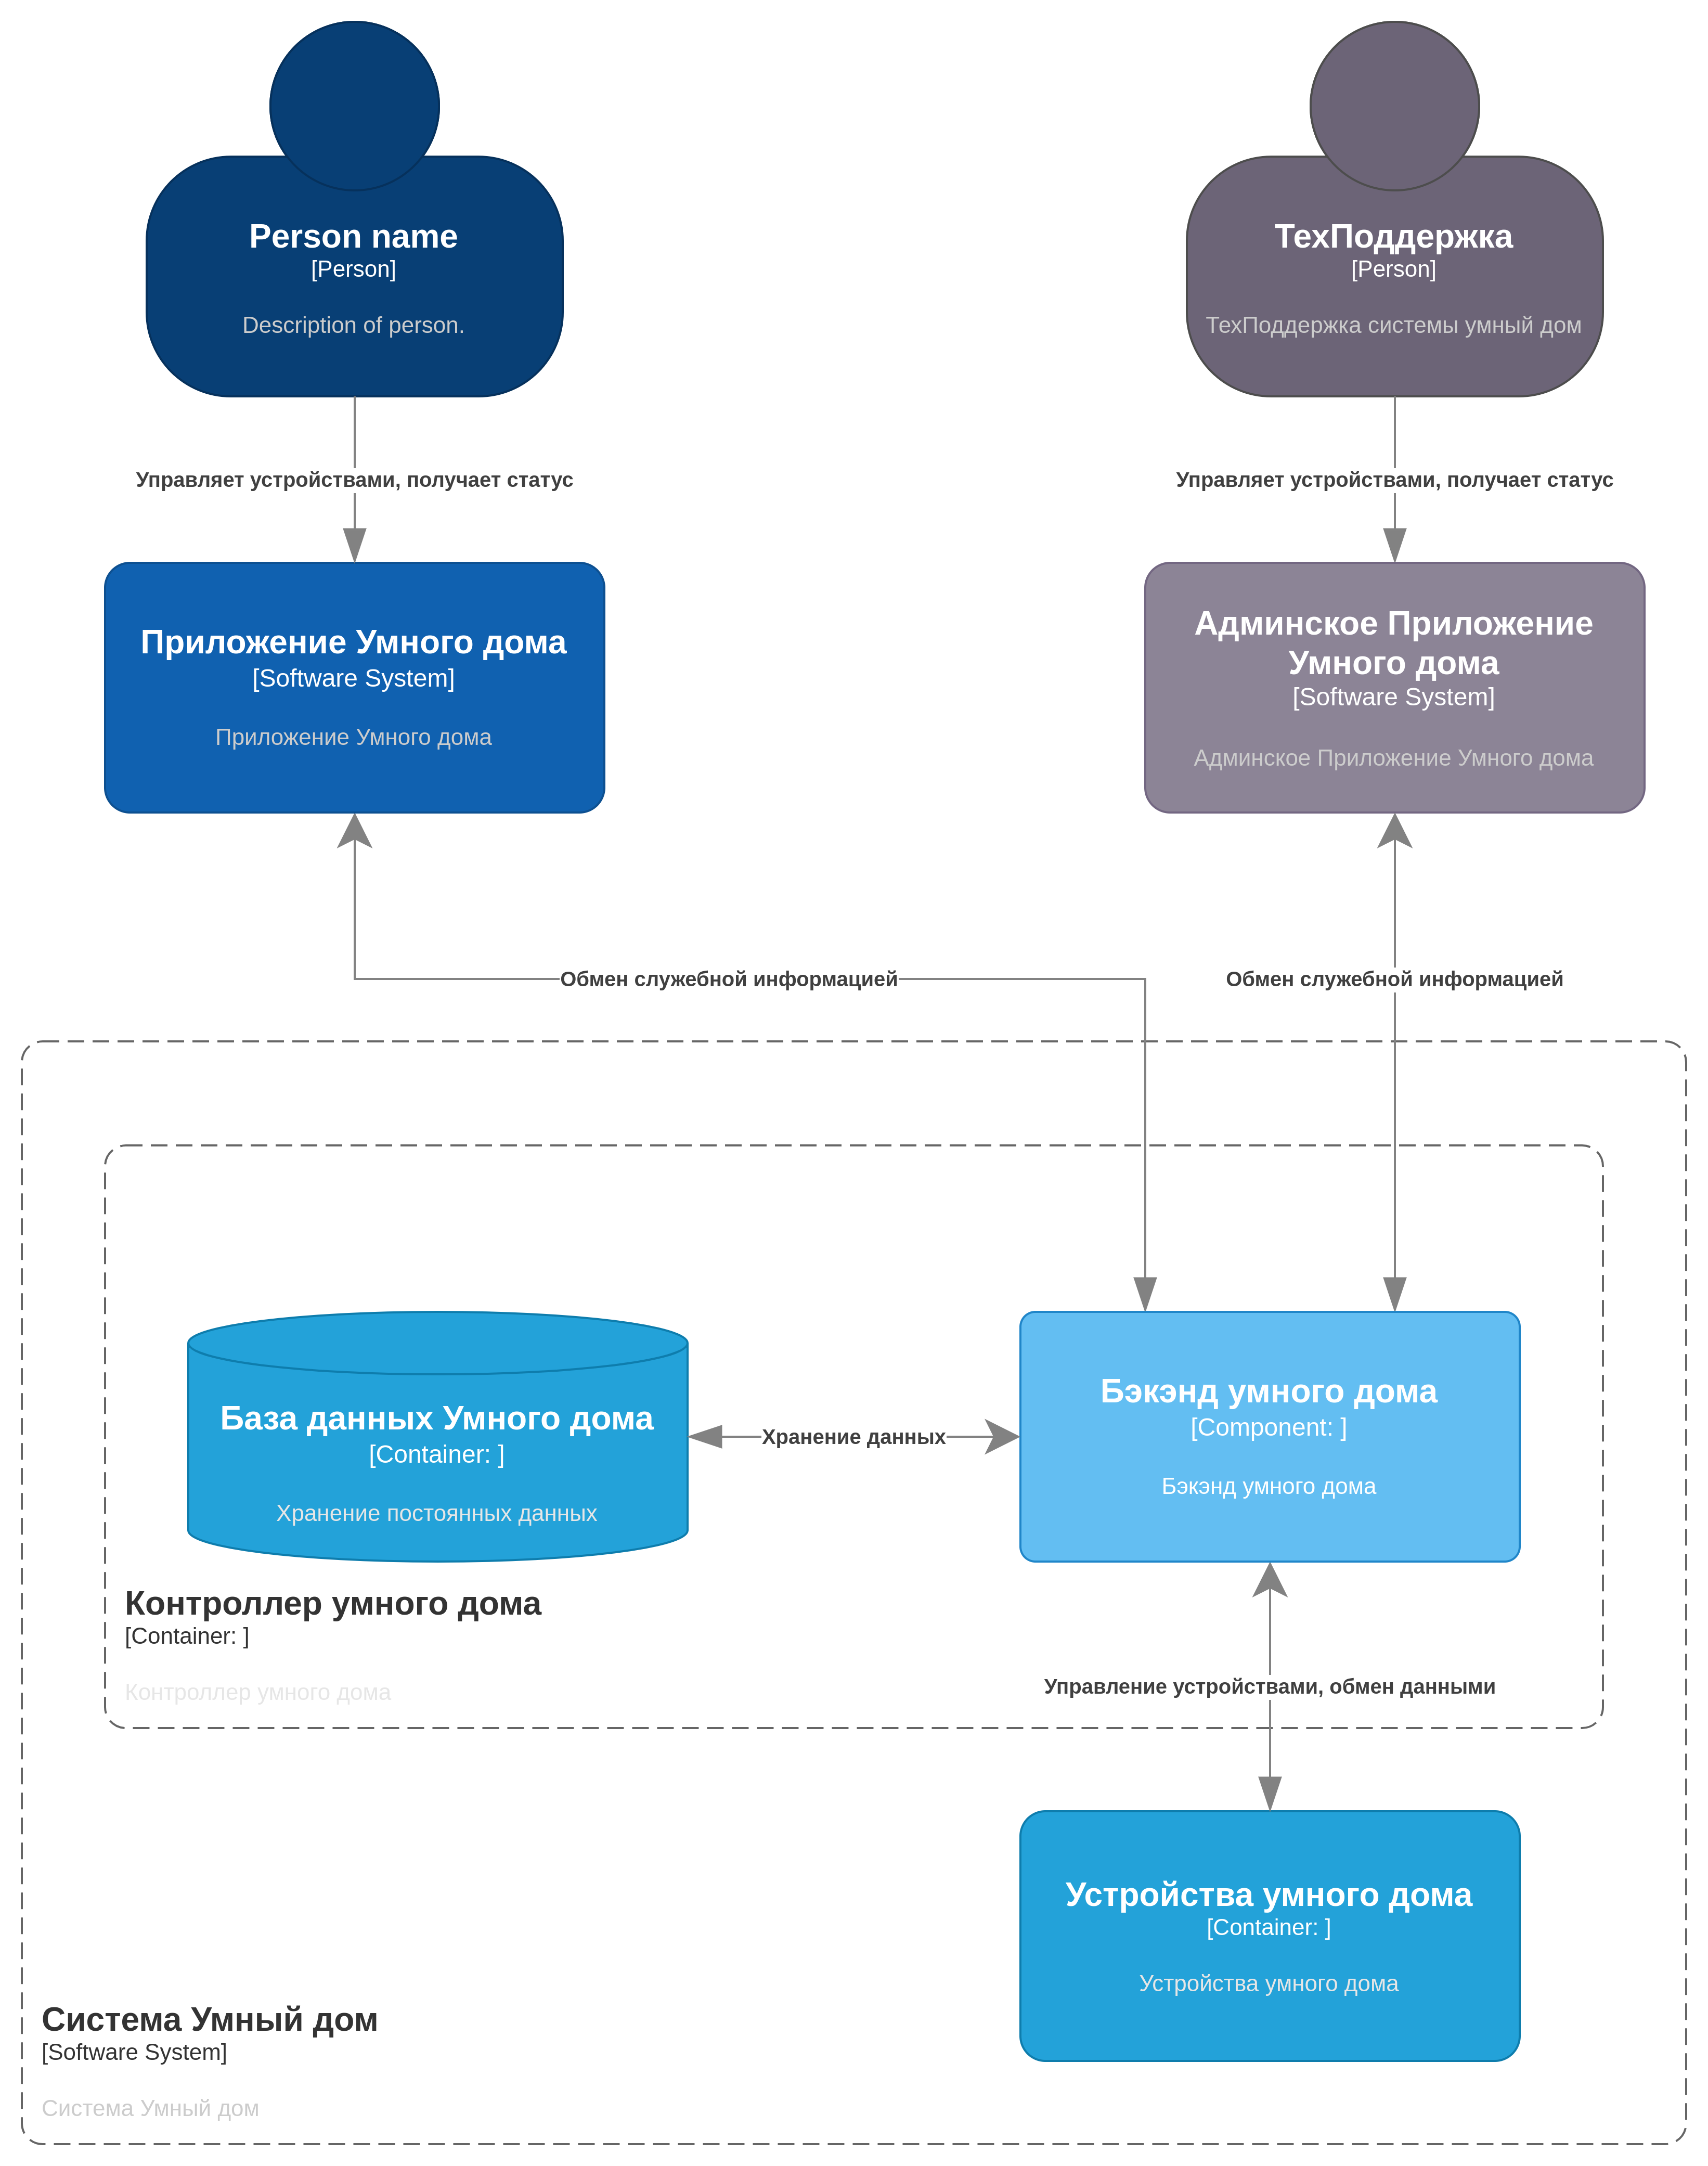 Person name
[Person]
Description of person.
ТехПоддержка
[Person]
ТехПоддержка системы умный дом
Управляет устройствами, получает статус
Управляет устройствами, получает статус
Приложение Умного дома
[Software System]
Приложение Умного дома
Админское Приложение
Умного дома
[Software System]
Админское Приложение Умного дома
Обмен служебной информацией
Обмен служебной информацией
База данных Умного дома
[Container: ]
Хранение постоянных данных
Хранение данных
Бэкэнд умного дома
[Component: ]
Бэкэнд умного дома
Контроллер умного дома
[Container: ]
Контроллер умного дома
Управление устройствами, обмен данными
Устройства умного дома
[Container: ]
Устройства умного дома
Система Умный дом
[Software System]
Система Умный дом